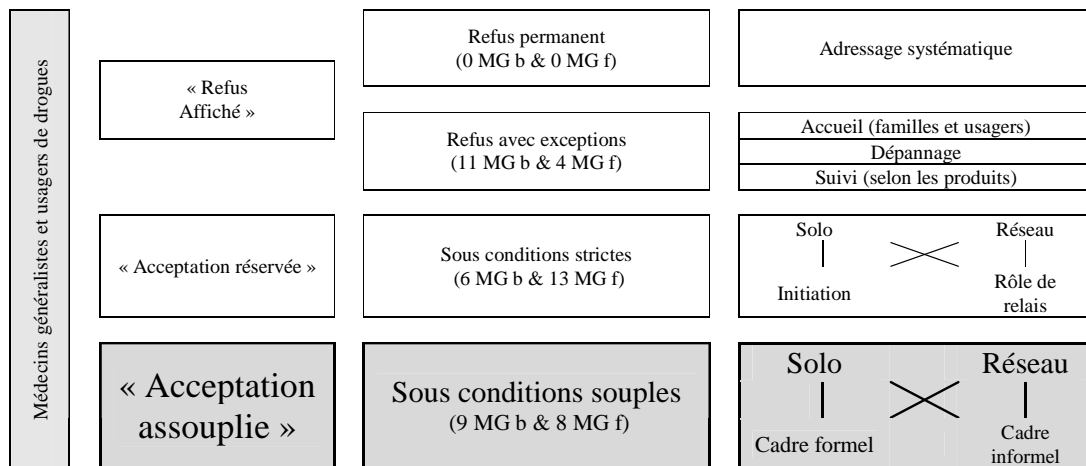 Médecins généralistes et usagers de drogues
« Refus
Affiché »
Refus permanent
(0 MG b & 0 MG f)
Adressage systématique
Refus avec exceptions
(11 MG b & 4 MG f)
Accueil (familles et usagers)
Dépannage
Suivi (selon les produits)
« Acceptation réservée »
Sous conditions strictes
(6 MG b & 13 MG f)
Solo
Réseau
Initiation
Rôle de
relais
« Acceptation
assouplie »
Sous conditions souples
(9 MG b & 8 MG f)
Solo
Réseau
Cadre formel
Cadre
informel